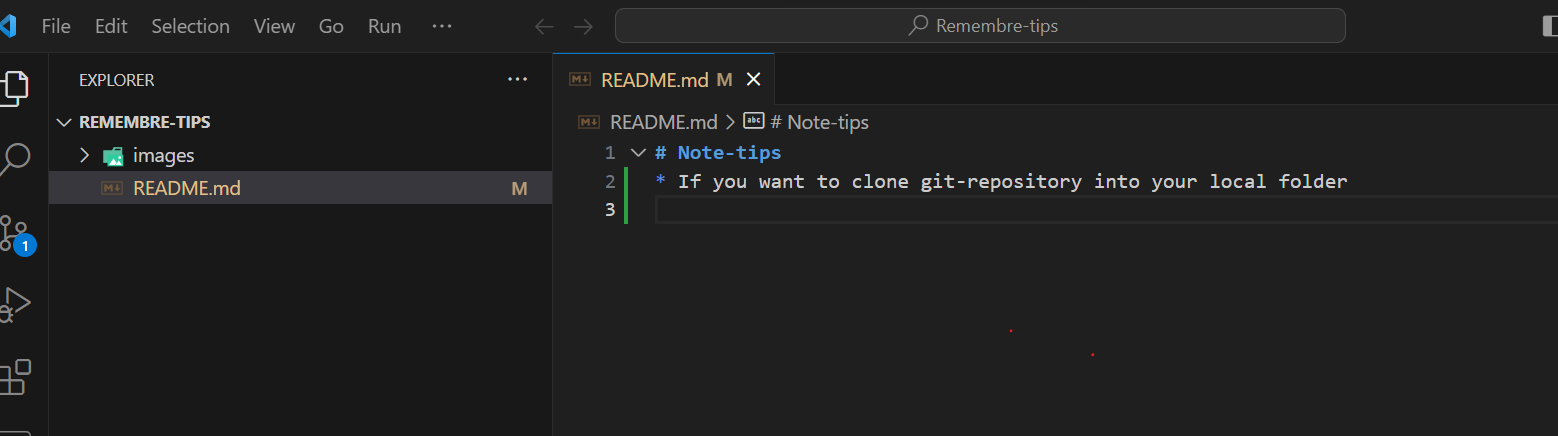 File Edit Selection View Go Run ···
Remembre-tips
EXPLORER ···
README.md M
REMEMBRE-TIPS
README.md > # Note-tips
images
1 # Note-tips
README.md M
2 * If you want to clone git-repository into your local folder
3
1